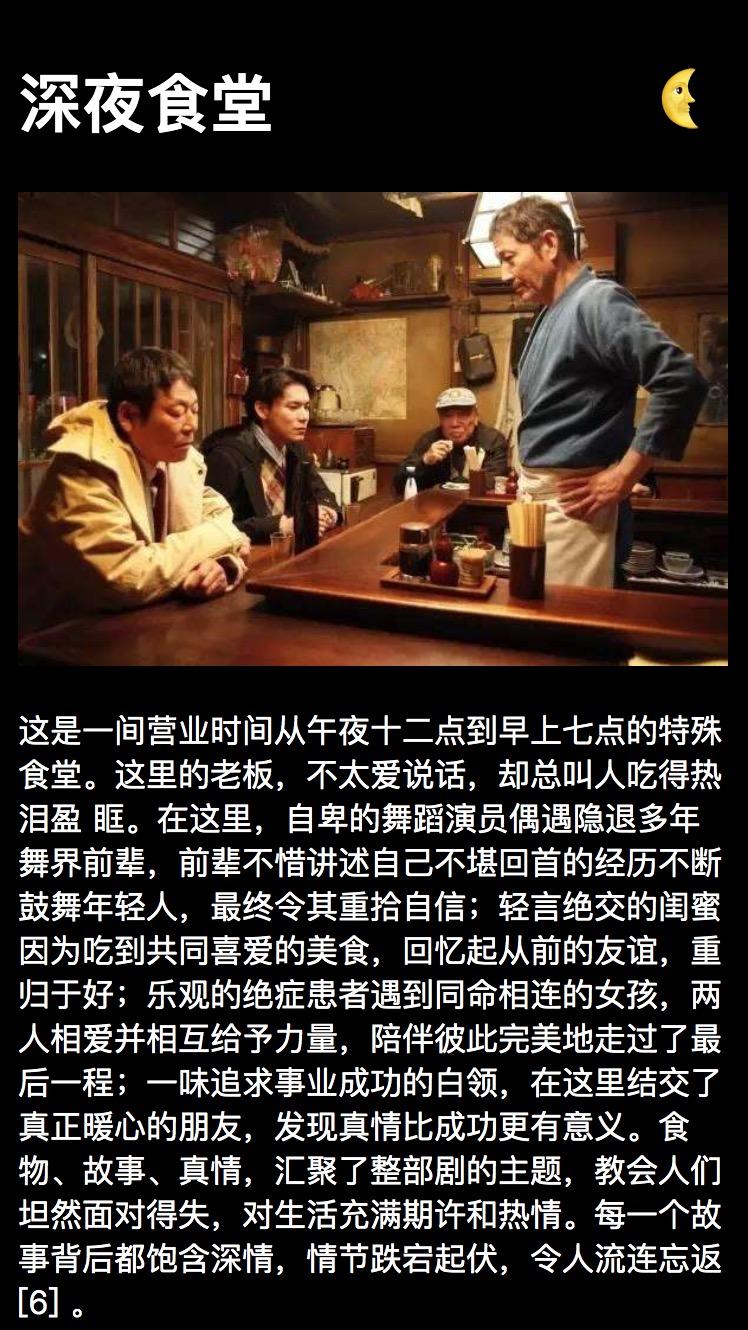 深夜食堂
这是一间营业时间从午夜十二点到早上七点的特殊
食堂。这里的老板，不太爱说话，却总叫人吃得热
泪盈 眶。在这里，自卑的舞蹈演员偶遇隐退多年
舞界前辈，前辈不惜讲述自己不堪回首的经历不断
鼓舞年轻人，最终令其重拾自信；轻言绝交的闺蜜
因为吃到共同喜爱的美食，回忆起从前的友谊，重
归于好；乐观的绝症患者遇到同命相连的女孩，两
人相爱并相互给予力量，陪伴彼此完美地走过了最
后一程；一味追求事业成功的白领，在这里结交了
真正暖心的朋友，发现真情比成功更有意义。食
物、故事、真情，汇聚了整部剧的主题，教会人们
坦然面对得失，对生活充满期许和热情。每一个故
事背后都饱含深情，情节跌宕起伏，令人流连忘返
[6] 。